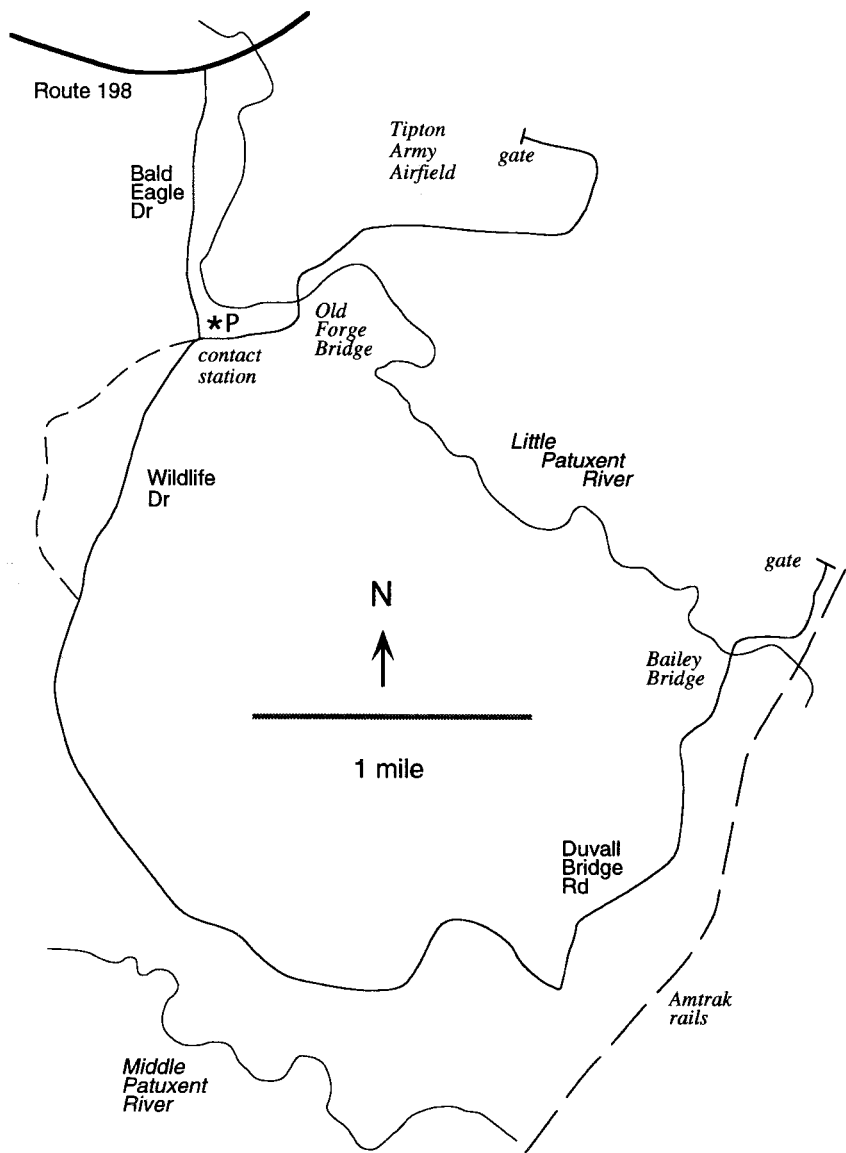 Route 198
Tipton
Army
Airfield
gate
Bald
Eagle
Dr
*P
contact
station
Old
Forge
Bridge
Little
Patuxent
River
Wildlife
Dr
gate
N
Bailey
Bridge
1 mile
Duvall
Bridge
Rd
Amtrak
rails
Middle
Patuxent
River